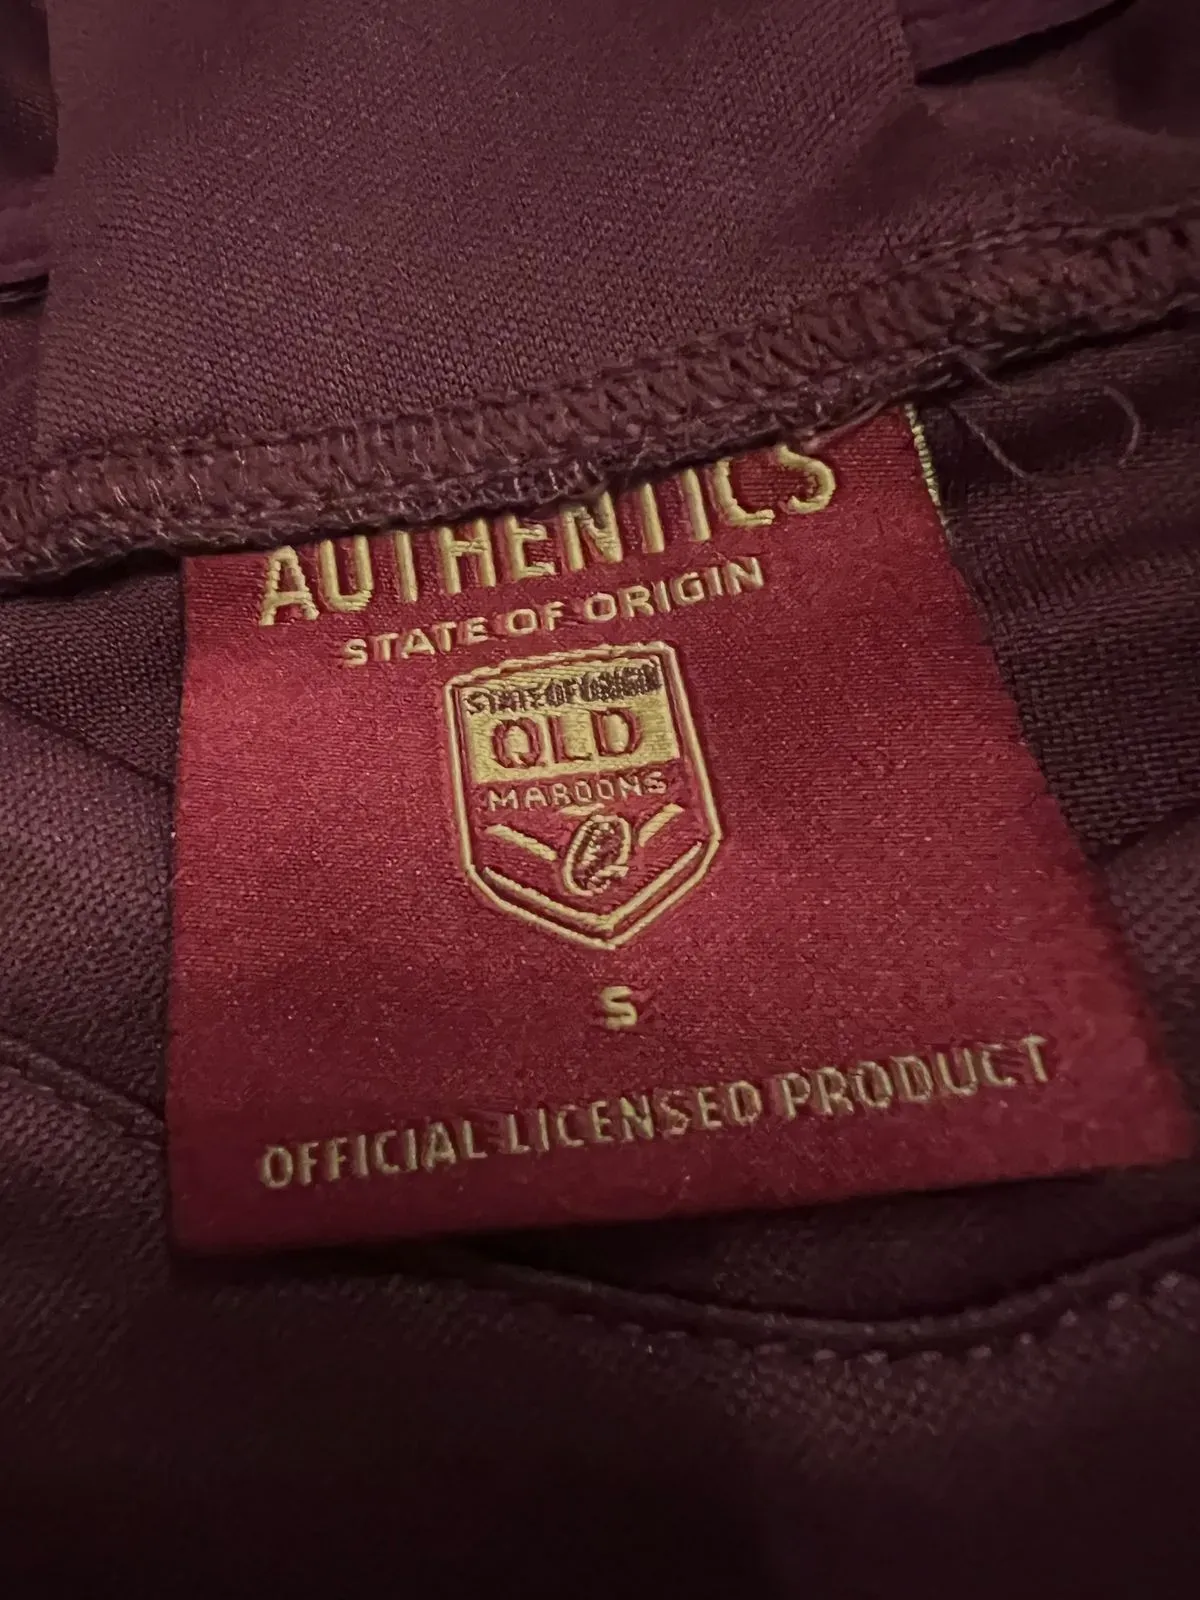 AUTHENTICS
STATE OF ORIGIN
STATE OF ORIGIN
QLD
MAROONS
S
OFFICIAL LICENSED PRODUCT